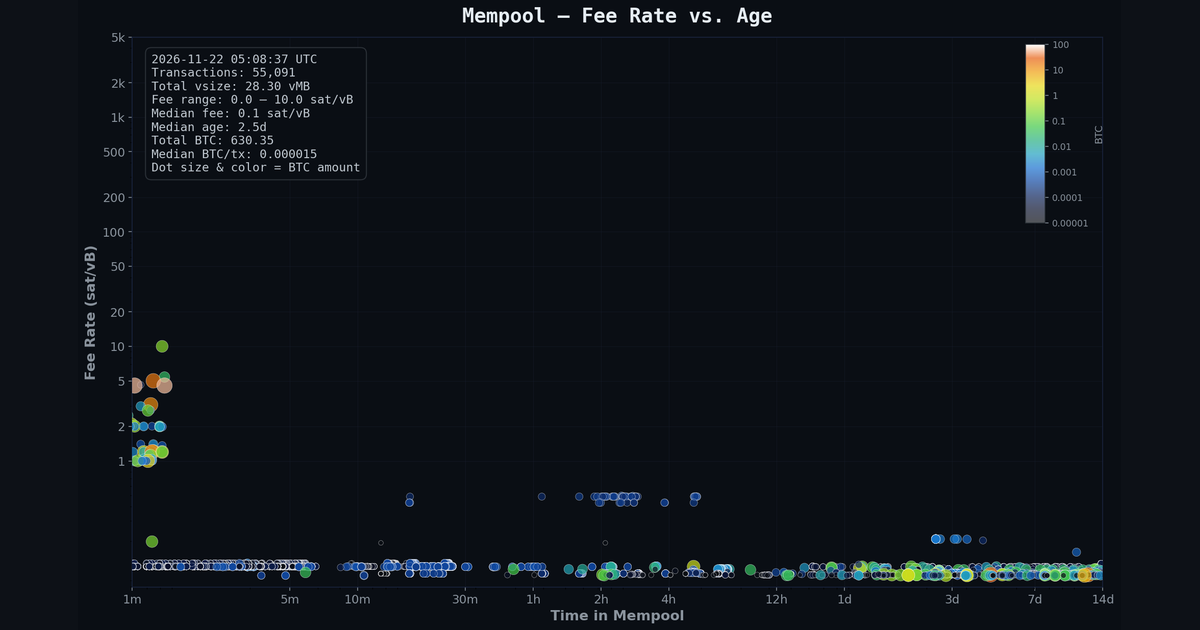 Mempool — Fee Rate vs. Age
2026-11-22 05:08:37 UTC
Transactions: 55,091
Total vsize: 28.30 vMB
Fee range: 0.0 – 10.0 sat/vB
Median fee: 0.1 sat/vB
Median age: 2.5d
Total BTC: 630.35
Median BTC/tx: 0.000015
Dot size & color = BTC amount
5k
2k
1k
500
200
100
50
20
10
5
2
1
Fee Rate (sat/vB)
100
10
1
0.1
0.01
0.001
0.0001
0.00001
BTC
1m 5m 10m 30m 1h 2h 4h 12h 1d 3d 7d 14d
Time in Mempool